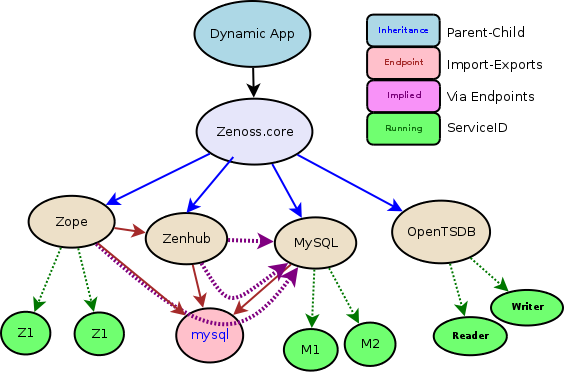 Dynamic App
Inheritance
Parent-Child
Endpoint
Import-Exports
Implied
Via Endpoints
Running
ServiceID
Zenoss.core
Zope
Zenhub
MySQL
OpenTSDB
Z1
Z1
mysql
M1
M2
Reader
Writer